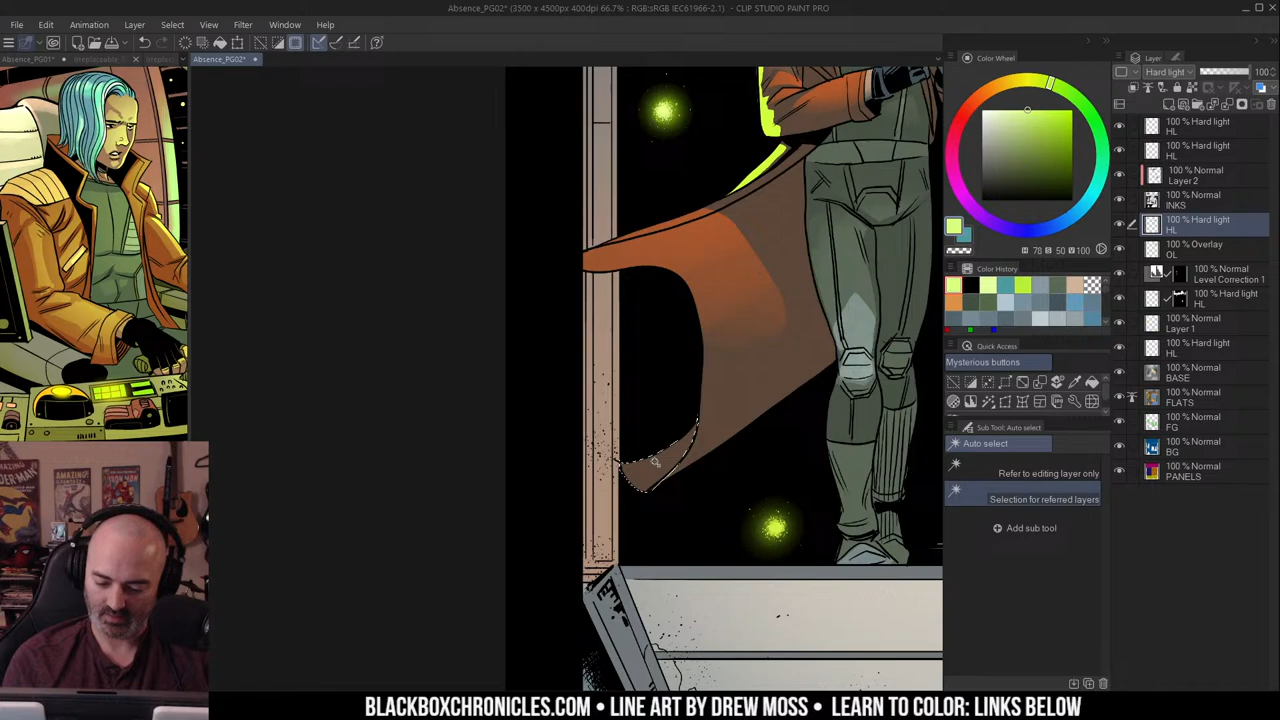 Absence_PG02* (3500 x 4500px 400dpi 66.7% : RGB:sRGB IEC61966-2.1) - CLIP STUDIO PAINT PRO
File Edit Animation Layer Select View Filter Window Help
Absence_PG01* Absence_PG02*
Color Wheel
H 78 S 50 V 100
Color History
Quick Access
Mysterious buttons
Sub Tool: Auto select
Auto select
Refer to editing layer only
Selection for referred layers
Add sub tool
Layer
Hard light 100
100 % Hard light
HL
100 % Hard light
HL
100 % Normal
Layer 2
100 % Normal
INKS
100 % Hard light
HL
100 % Overlay
OL
100 % Normal
Level Correction 1
100 % Hard light
HL
100 % Normal
Layer 1
100 % Hard light
HL
100 % Normal
BASE
100 % Normal
FLATS
100 % Normal
FG
100 % Normal
BG
100 % Normal
PANELS
BLACKBOXCHRONICLES.COM • LINE ART BY DREW MOSS • LEARN TO COLOR: LINKS BELOW